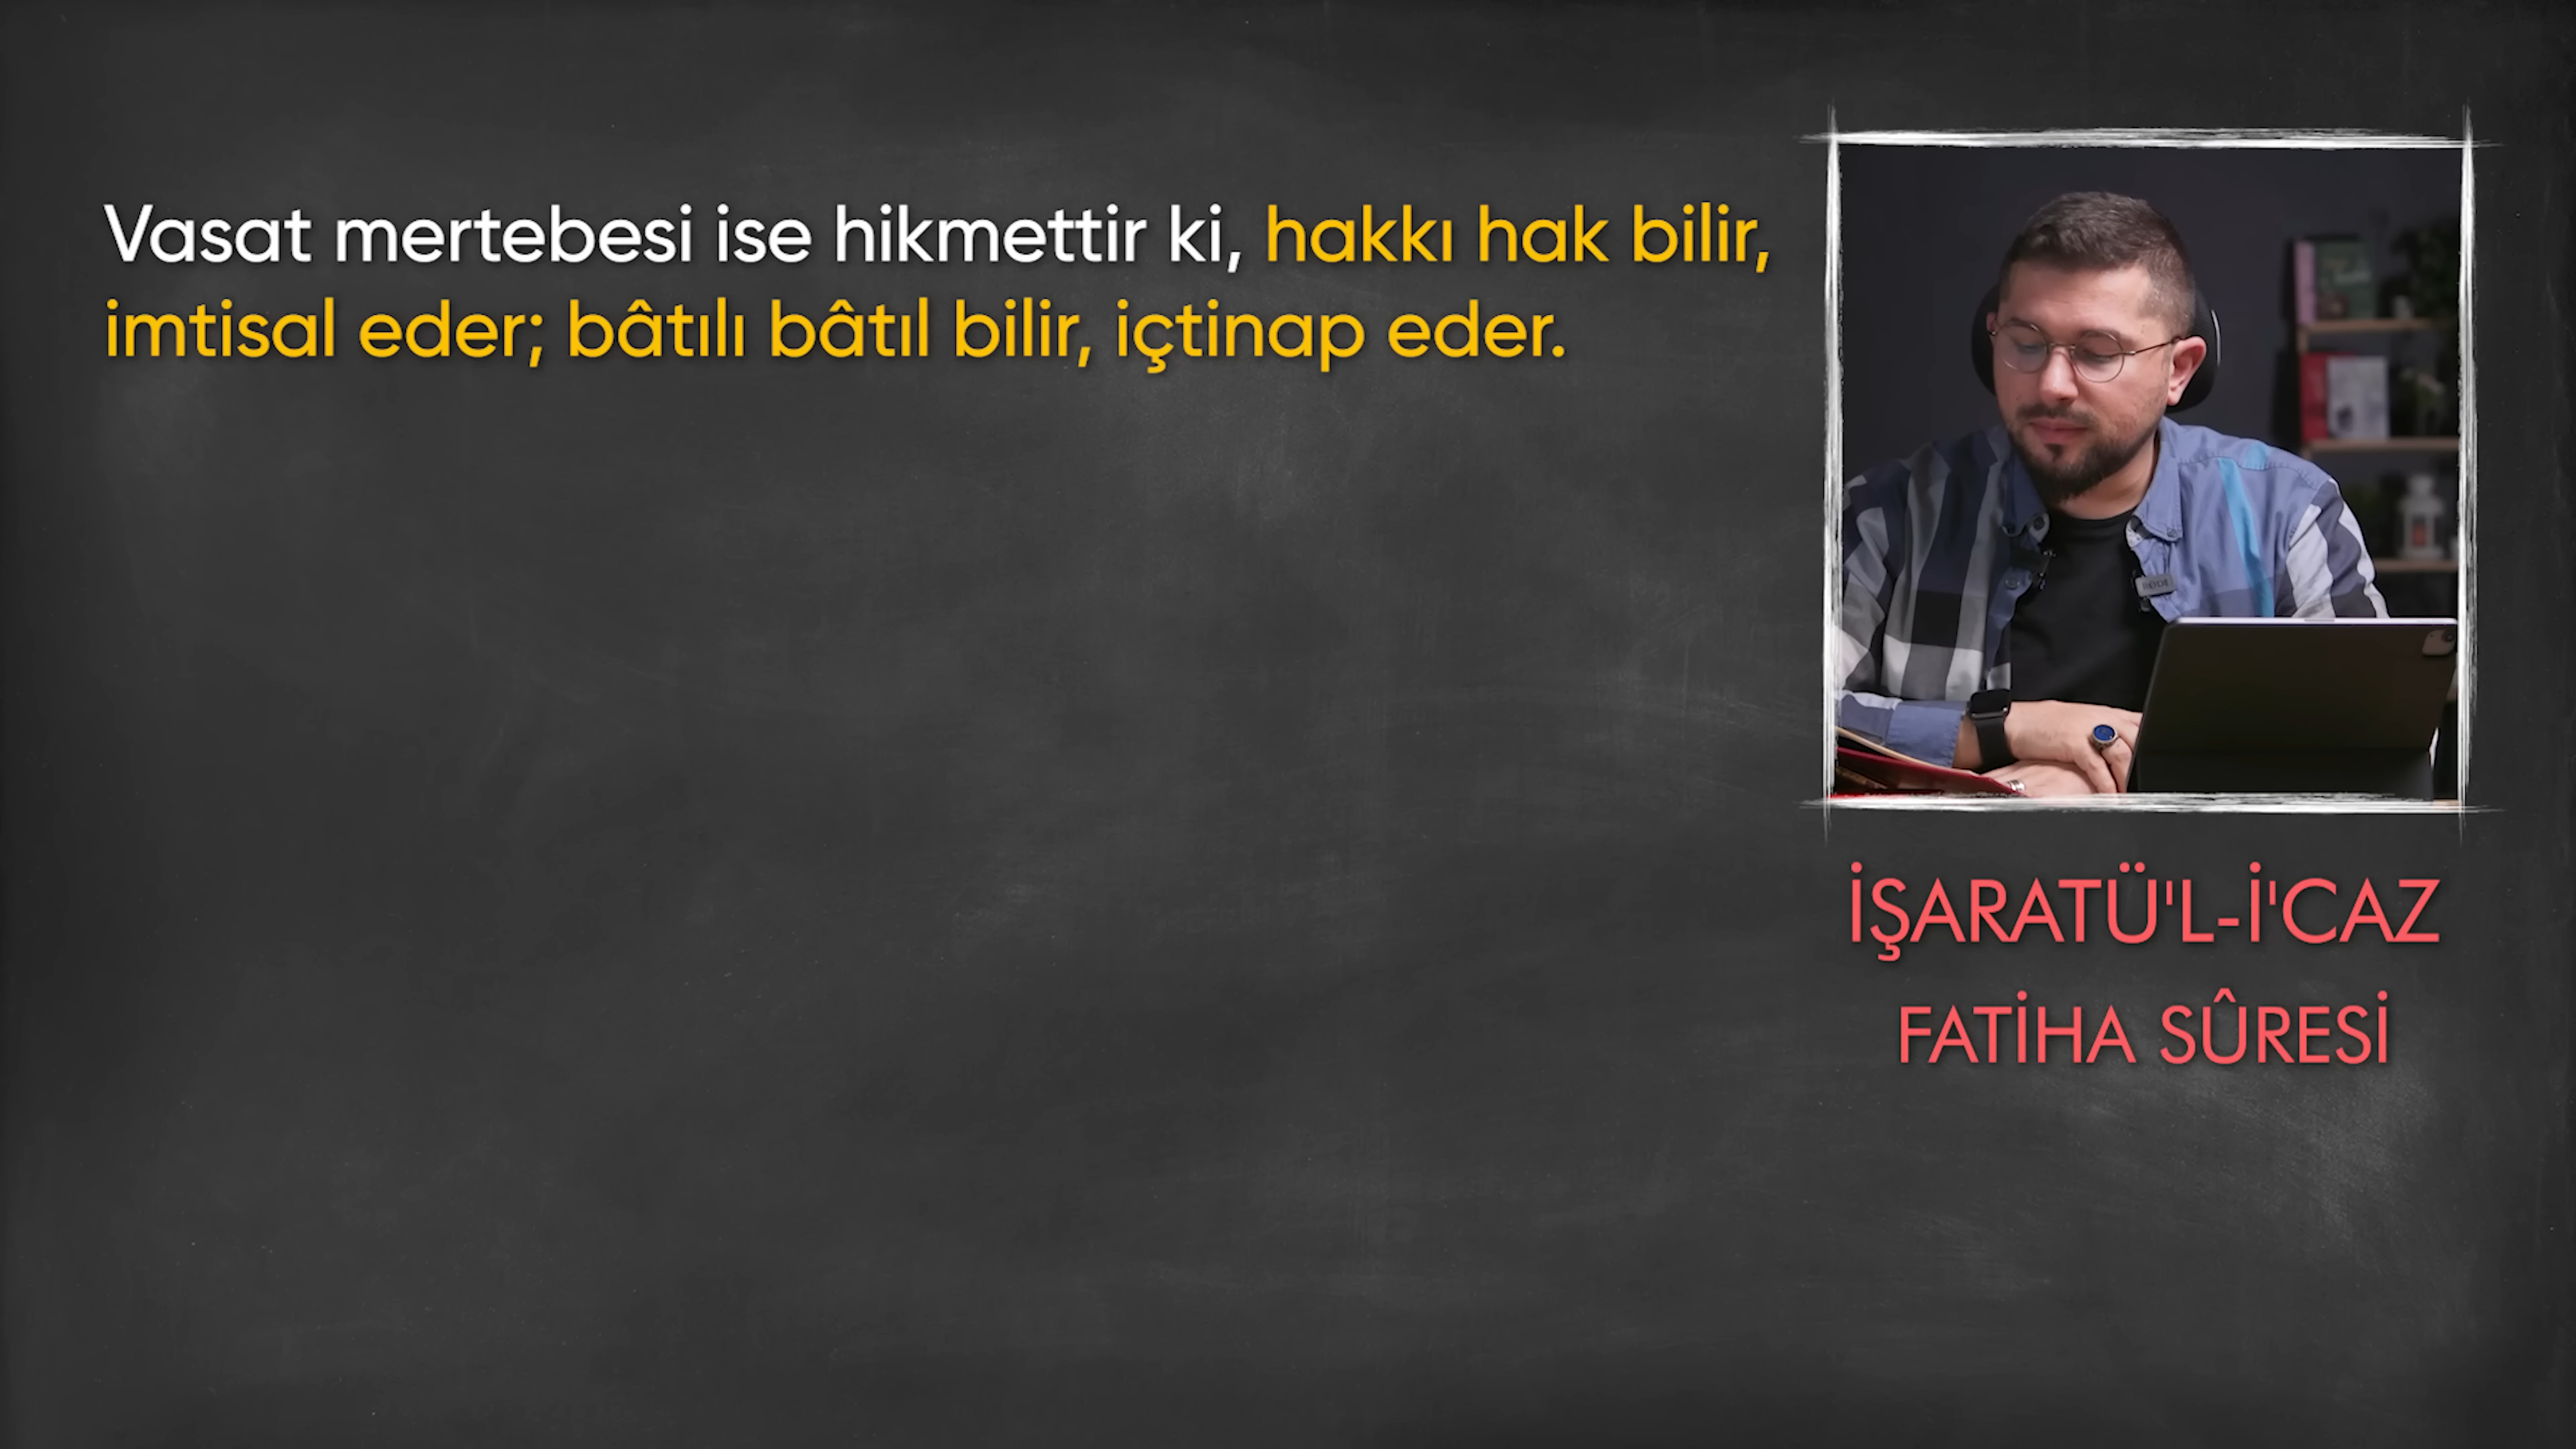 Vasat mertebesi ise hikmettir ki, hakkı hak bilir,
imtisal eder; bâtılı bâtıl bilir, içtinap eder.
İŞARATÜ'L-İ'CAZ
FATİHA SÛRESİ